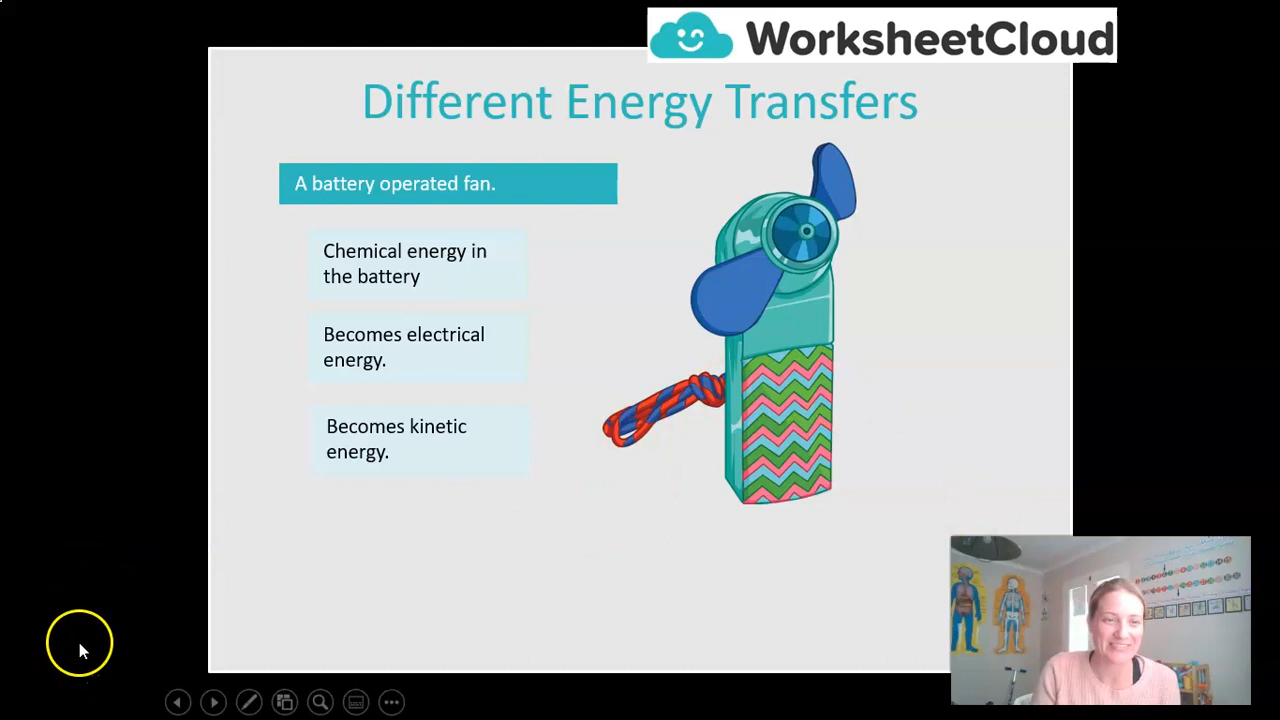 WorksheetCloud
Different Energy Transfers
A battery operated fan.
Chemical energy in
the battery
Becomes electrical
energy.
Becomes kinetic
energy.